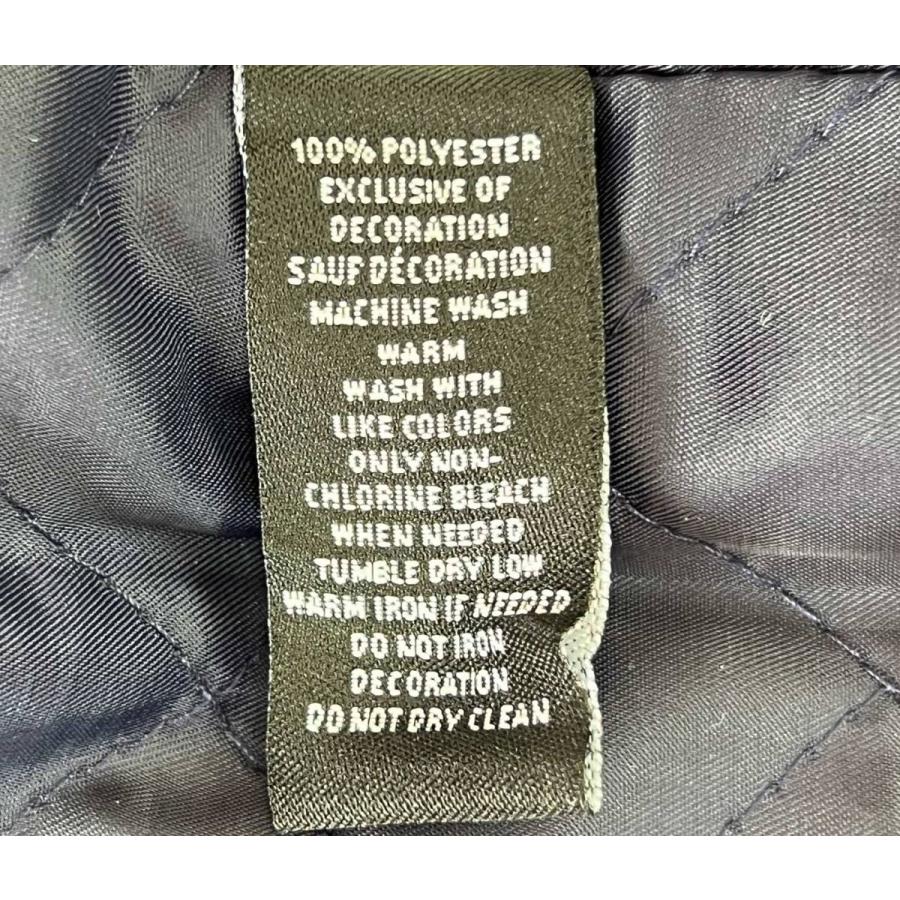 100% POLYESTER
EXCLUSIVE OF
DECORATION
SAUF DÉCORATION
MACHINE WASH
WARM
WASH WITH
LIKE COLORS
ONLY NON-
CHLORINE BLEACH
WHEN NEEDED
TUMBLE DRY LOW
WARM IRON IF NEEDED
DO NOT IRON
DECORATION
DO NOT DRY CLEAN